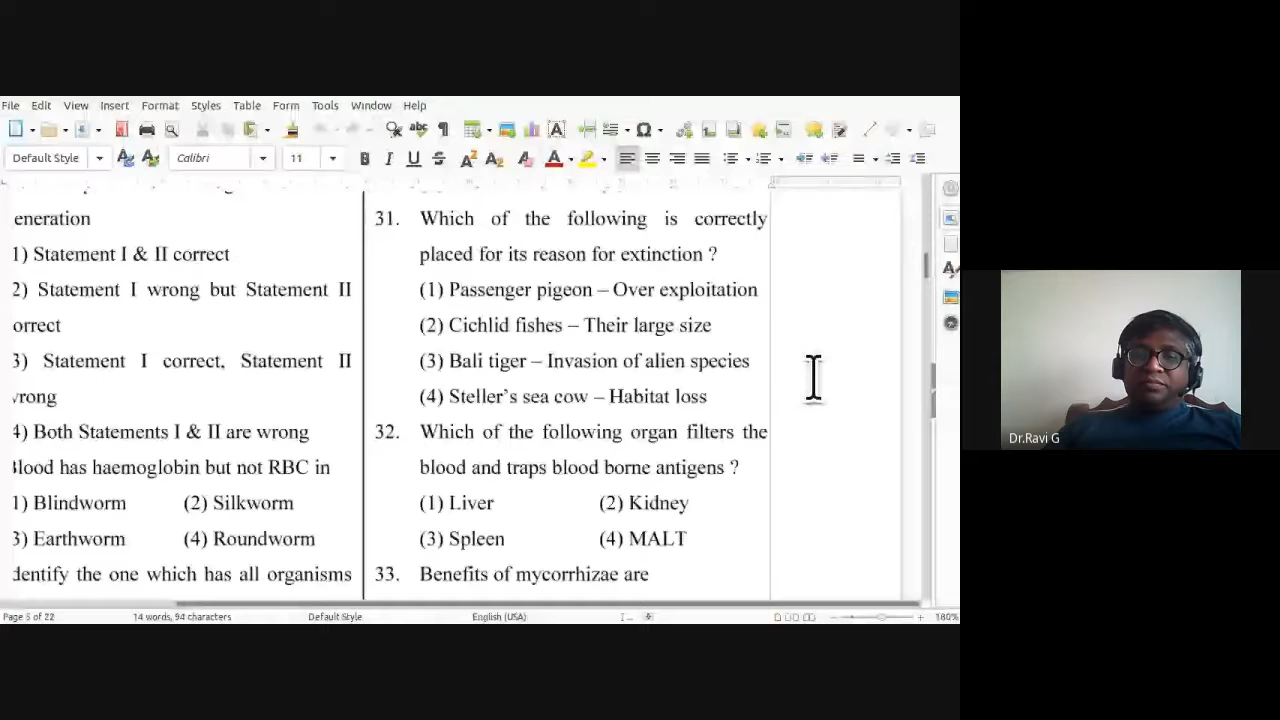 File Edit View Insert Format Styles Table Form Tools Window Help
Default Style Calibri 11
eneration
1) Statement I & II correct
2) Statement I wrong but Statement II
orrect
3) Statement I correct, Statement II
vrong
4) Both Statements I & II are wrong
lood has haemoglobin but not RBC in
1) Blindworm (2) Silkworm
3) Earthworm (4) Roundworm
dentify the one which has all organisms
31. Which of the following is correctly
placed for its reason for extinction ?
(1) Passenger pigeon – Over exploitation
(2) Cichlid fishes – Their large size
(3) Bali tiger – Invasion of alien species
(4) Steller's sea cow – Habitat loss
32. Which of the following organ filters the
blood and traps blood borne antigens ?
(1) Liver (2) Kidney
(3) Spleen (4) MALT
33. Benefits of mycorrhizae are
Page 5 of 22 14 words, 94 characters Default Style English (USA) 180%
Dr.Ravi G